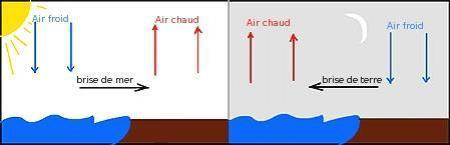 Air froid
Air chaud
brise de mer
Air chaud
Air froid
brise de terre